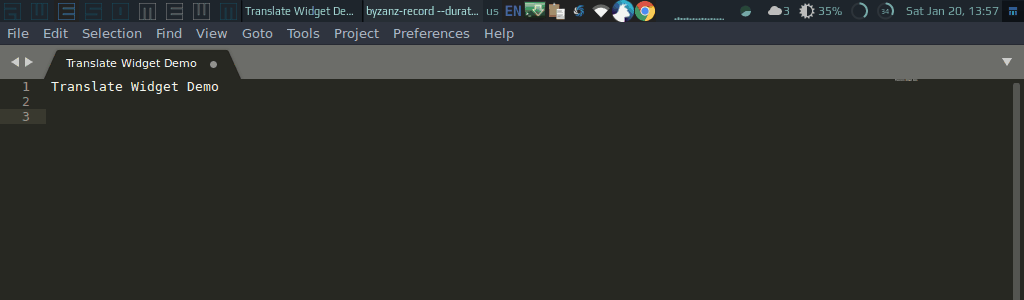 Translate Widget De... byzanz-record --durat... us EN 3 35% 34 Sat Jan 20, 13:57
File Edit Selection Find View Goto Tools Project Preferences Help
Translate Widget Demo
1 Translate Widget Demo
2
3